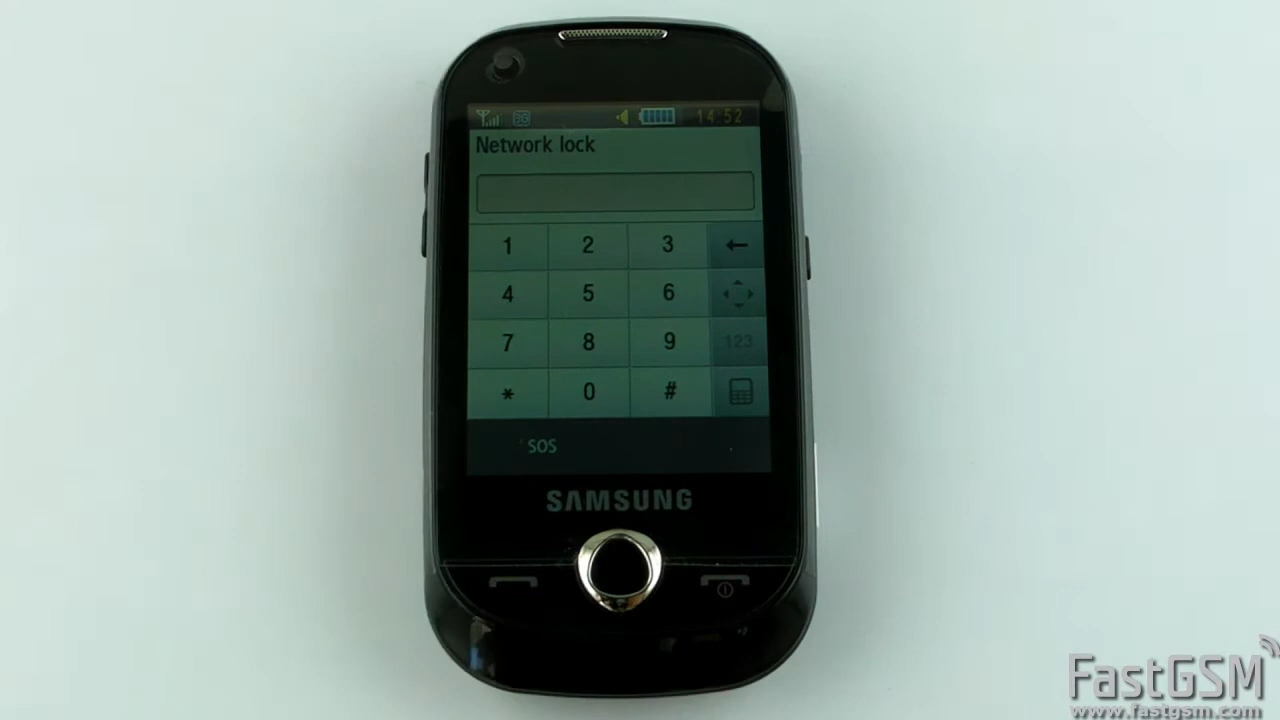 3G 14:52
Network lock
1 2 3
4 5 6
7 8 9 123
* 0 #
SOS
SAMSUNG
FastGSM
www.fastgsm.com